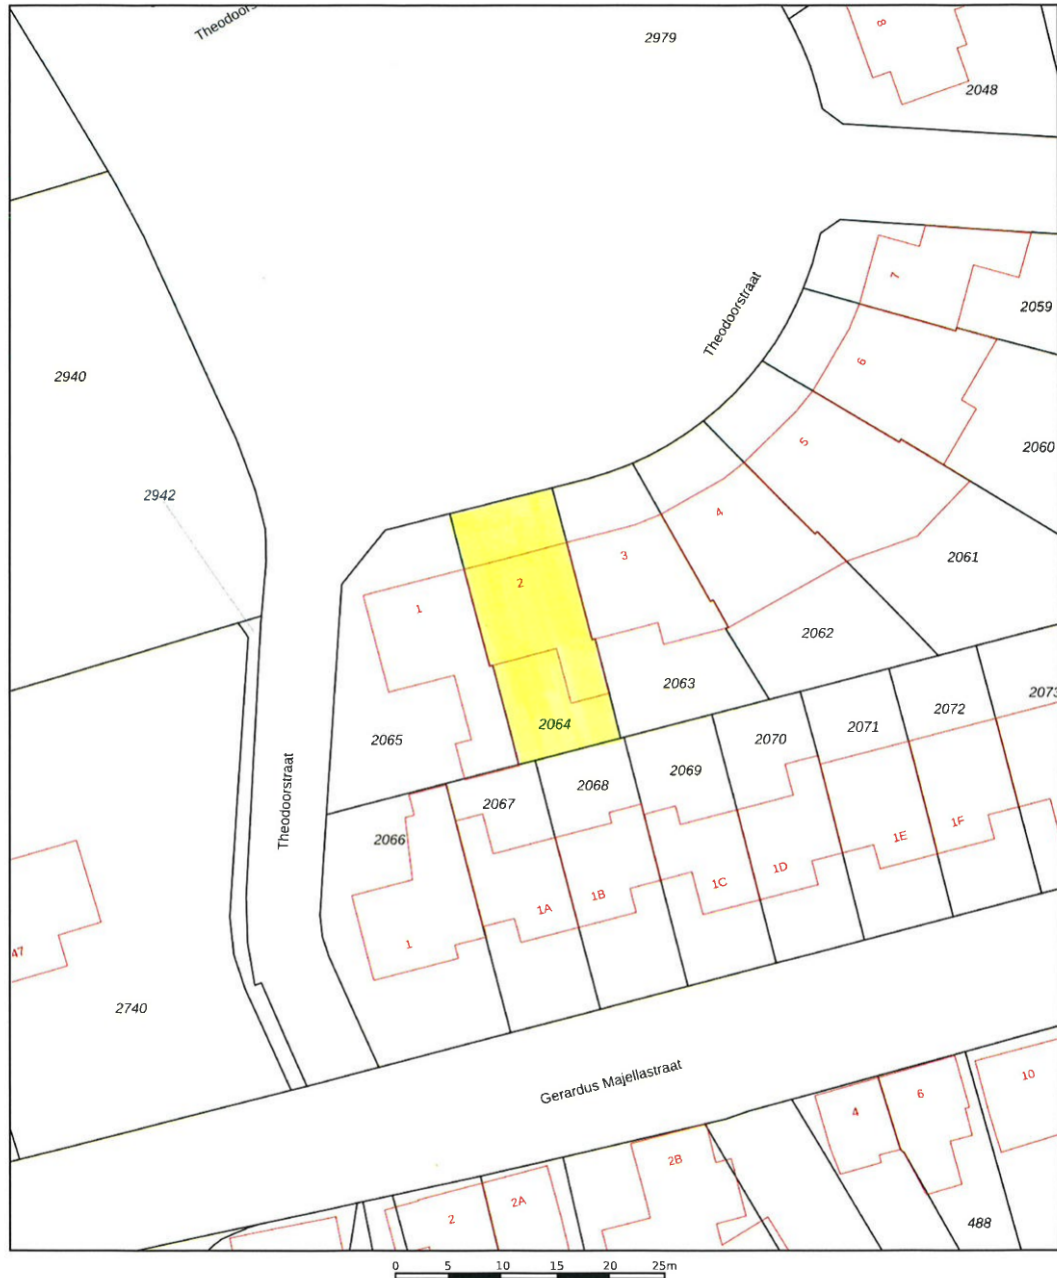 Theodoorstraat
2979
8
2048
7
2059
Theodoorstraat
6
2940
5
2060
2942
4
3
2061
2
1
2062
2063
2073
2064
2072
2071
2065
2070
2069
2068
2067
Theodoorstraat
2066
1F
1E
1D
1C
1B
1A
1
47
2740
Gerardus Majellastraat
10
6
4
2B
2A
2
488
0 5 10 15 20 25m